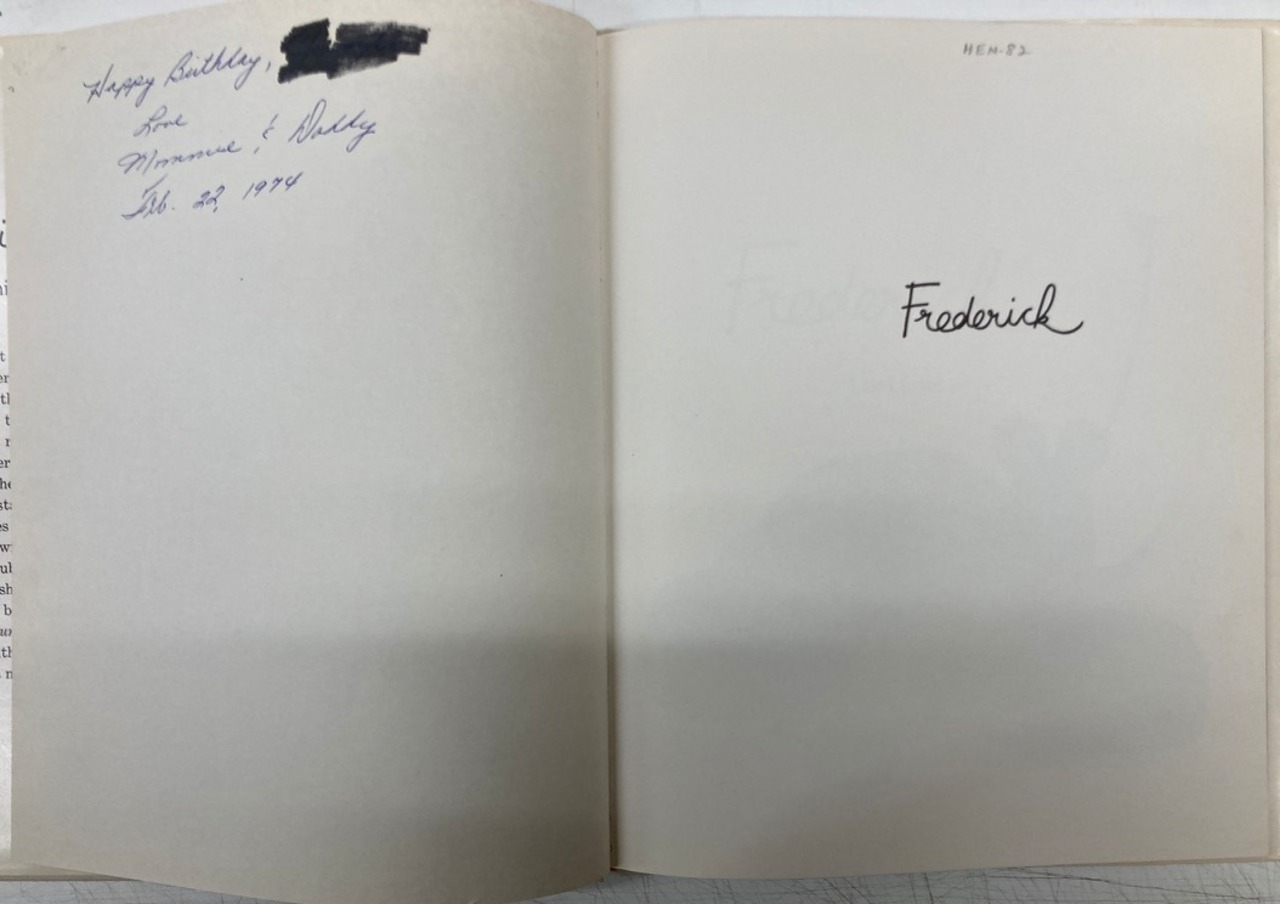 Happy Birthday,
Love
Mommie & Daddy
Feb. 22, 1974
HEM-82
Frederick